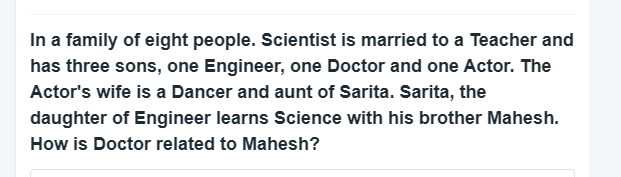 In a family of eight people. Scientist is married to a Teacher and
has three sons, one Engineer, one Doctor and one Actor. The
Actor's wife is a Dancer and aunt of Sarita. Sarita, the
daughter of Engineer learns Science with his brother Mahesh.
How is Doctor related to Mahesh?